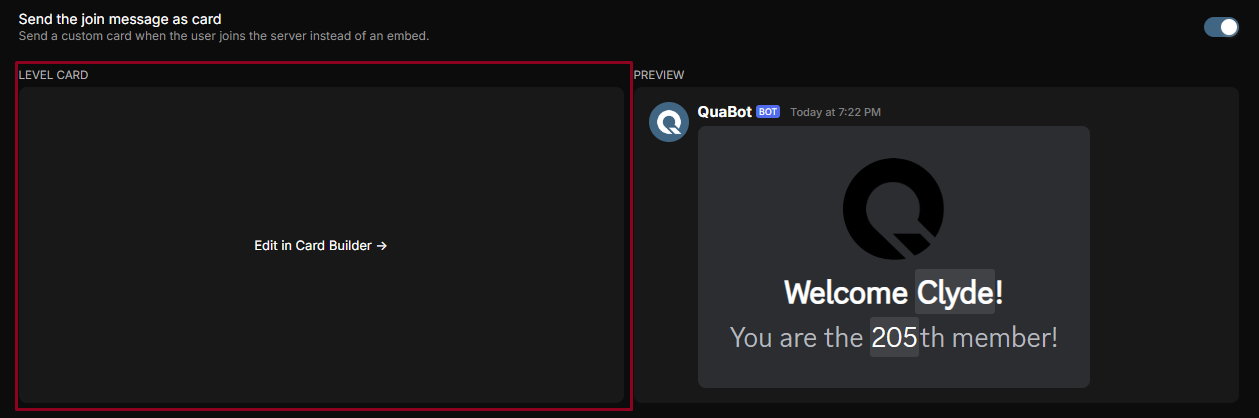 Send the join message as card
Send a custom card when the user joins the server instead of an embed.
LEVEL CARD
Edit in Card Builder →
PREVIEW
QuaBot BOT Today at 7:22 PM
Welcome Clyde!
You are the 205th member!